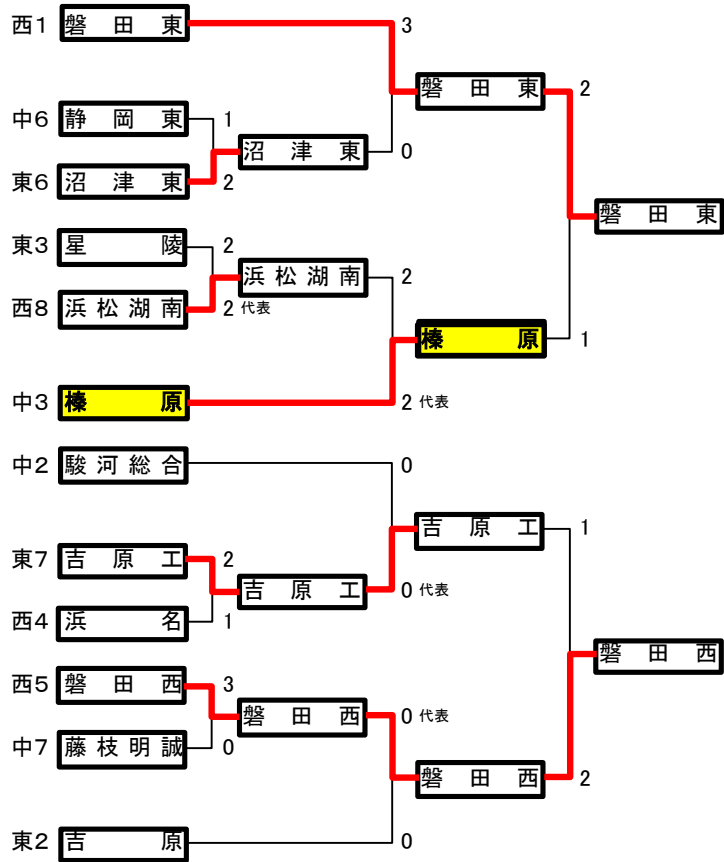 西1 磐田東 3
磐田東 2
中6 静岡東 1
沼津東 0
東6 沼津東 2
磐田東
東3 星陵 2
浜松湖南 2
西8 浜松湖南 2 代表
榛原 1
中3 榛原 2 代表
中2 駿河総合 0
吉原工 1
東7 吉原工 2
吉原工 0 代表
西4 浜名 1
磐田西
西5 磐田西 3
磐田西 0 代表
中7 藤枝明誠 0
磐田西 2
東2 吉原 0